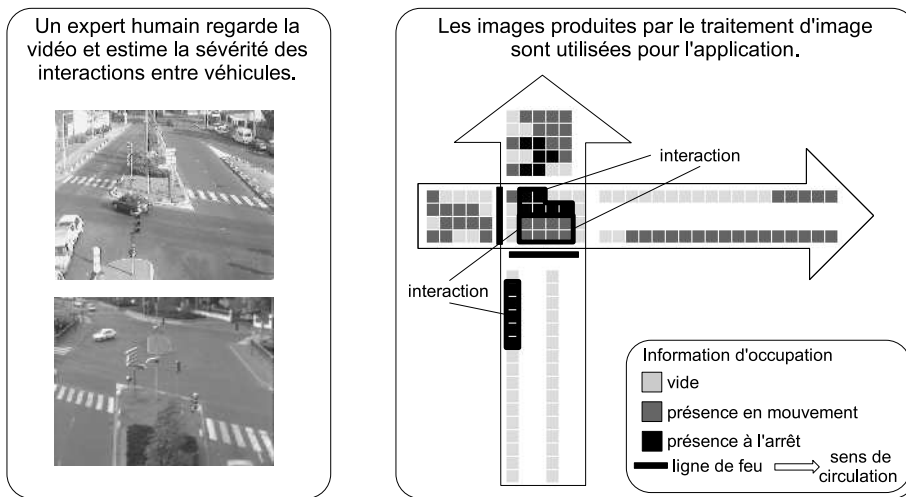 Un expert humain regarde la
vidéo et estime la sévérité des
interactions entre véhicules.
Les images produites par le traitement d'image
sont utilisées pour l'application.
interaction
interaction
Information d'occupation
vide
présence en mouvement
présence à l'arrêt
ligne de feu
sens de
circulation